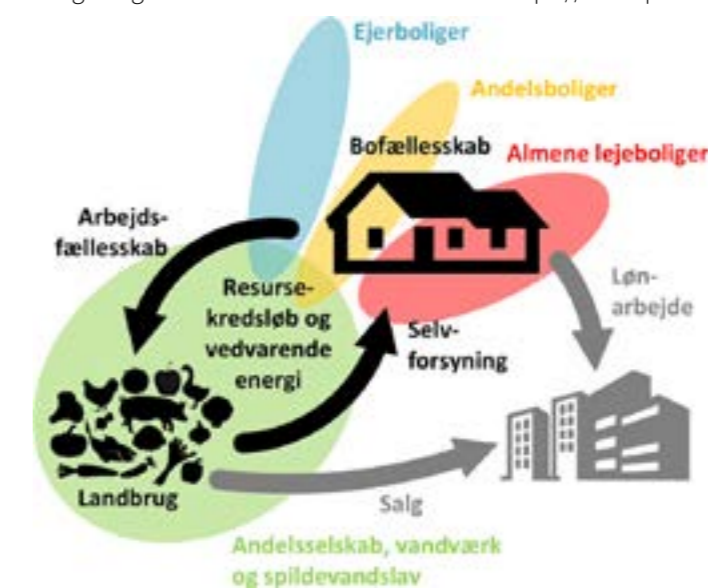 Ejerboliger
Andelsboliger
Bofællesskab
Almene lejeboliger
Arbejds-
fællesskab
Resurse-
kredsløb og
vedvarende
energi
Selv-
forsyning
Løn-
arbejde
Landbrug
Salg
Andelsselskab, vandværk
og spildevandslav